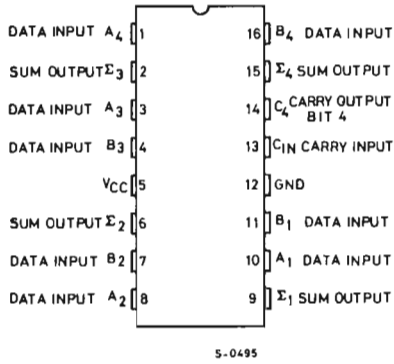 DATA INPUT A4 1 16 B4 DATA INPUT
SUM OUTPUT Σ3 2 15 Σ4 SUM OUTPUT
DATA INPUT A3 3 14 C4 CARRY OUTPUT
BIT 4
DATA INPUT B3 4 13 CIN CARRY INPUT
VCC 5 12 GND
SUM OUTPUT Σ2 6 11 B1 DATA INPUT
DATA INPUT B2 7 10 A1 DATA INPUT
DATA INPUT A2 8 9 Σ1 SUM OUTPUT
S-0495